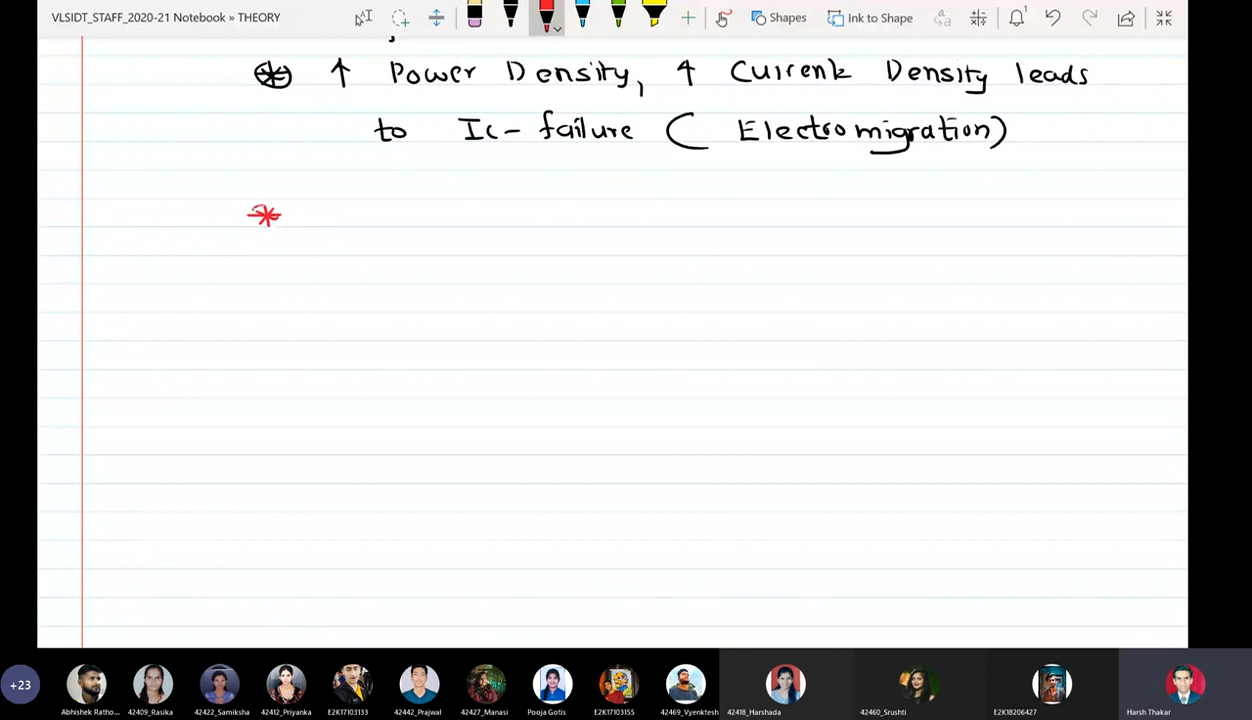 VLSIDT_STAFF_2020-21 Notebook » THEORY
Shapes
Ink to Shape
↑ Power Density, ↑ Current Density leads
to Ic- failure ( Electromigration)
+23
Abhishek Ratho...
42409_Rasika
42422_Samiksha
42412_Priyanka
E2K17103133
42442_Prajwal
42427_Manasi
Pooja Gotis
E2K17103155
42469_Vyenktesh
42418_Harshada
42460_Srushti
E2K18206427
Harsh Thakar